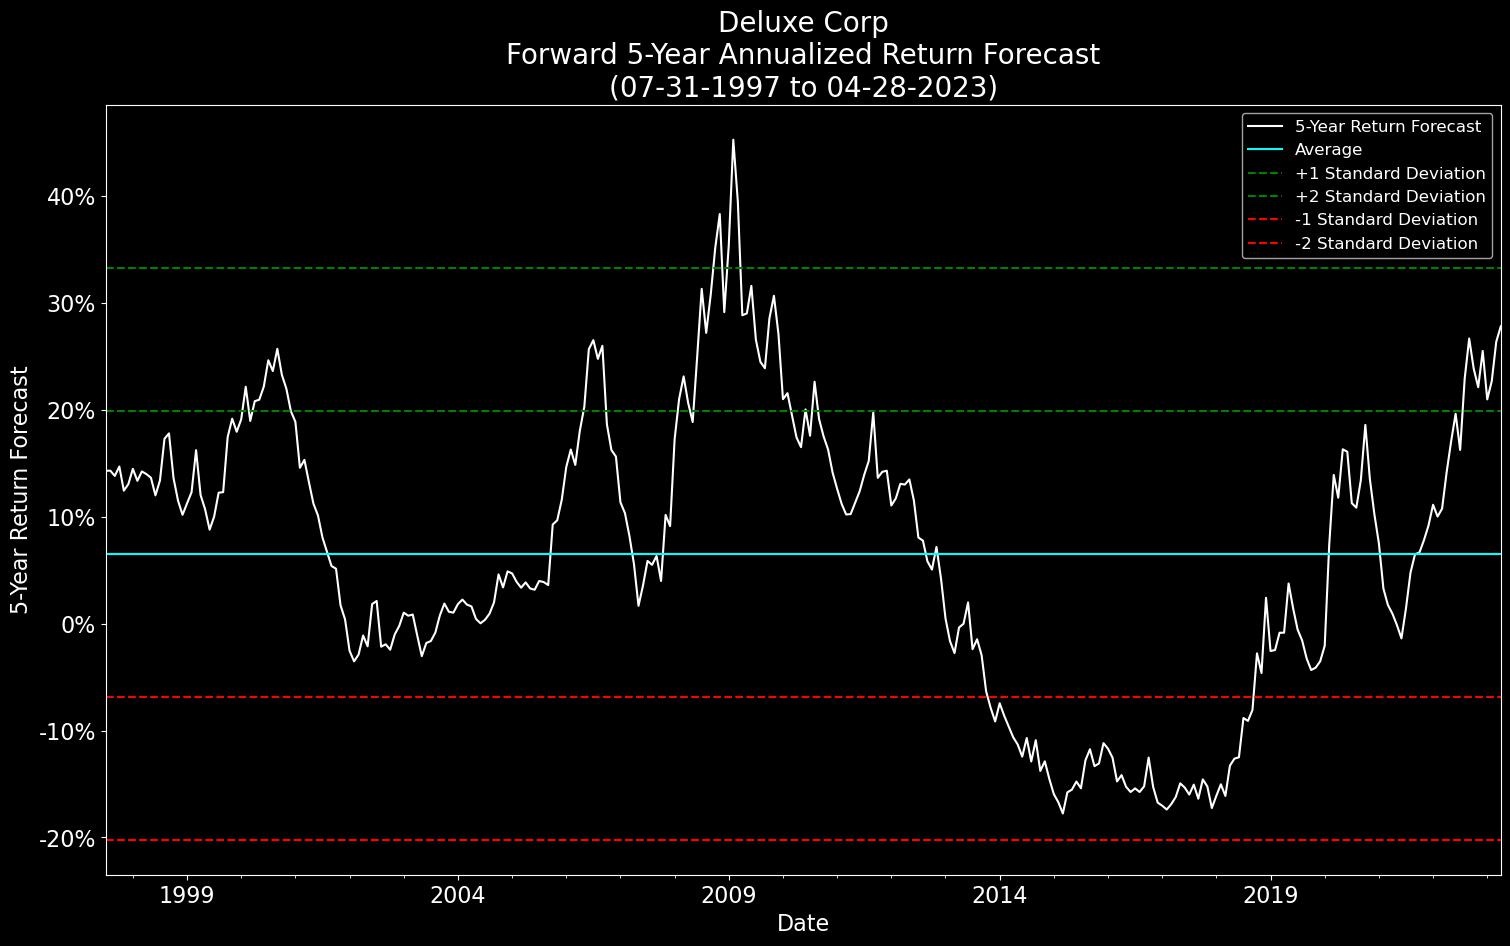 Deluxe Corp
Forward 5-Year Annualized Return Forecast
(07-31-1997 to 04-28-2023)
5-Year Return Forecast
Average
+1 Standard Deviation
+2 Standard Deviation
-1 Standard Deviation
-2 Standard Deviation
5-Year Return Forecast
40%
30%
20%
10%
0%
-10%
-20%
1999 2004 2009 2014 2019
Date